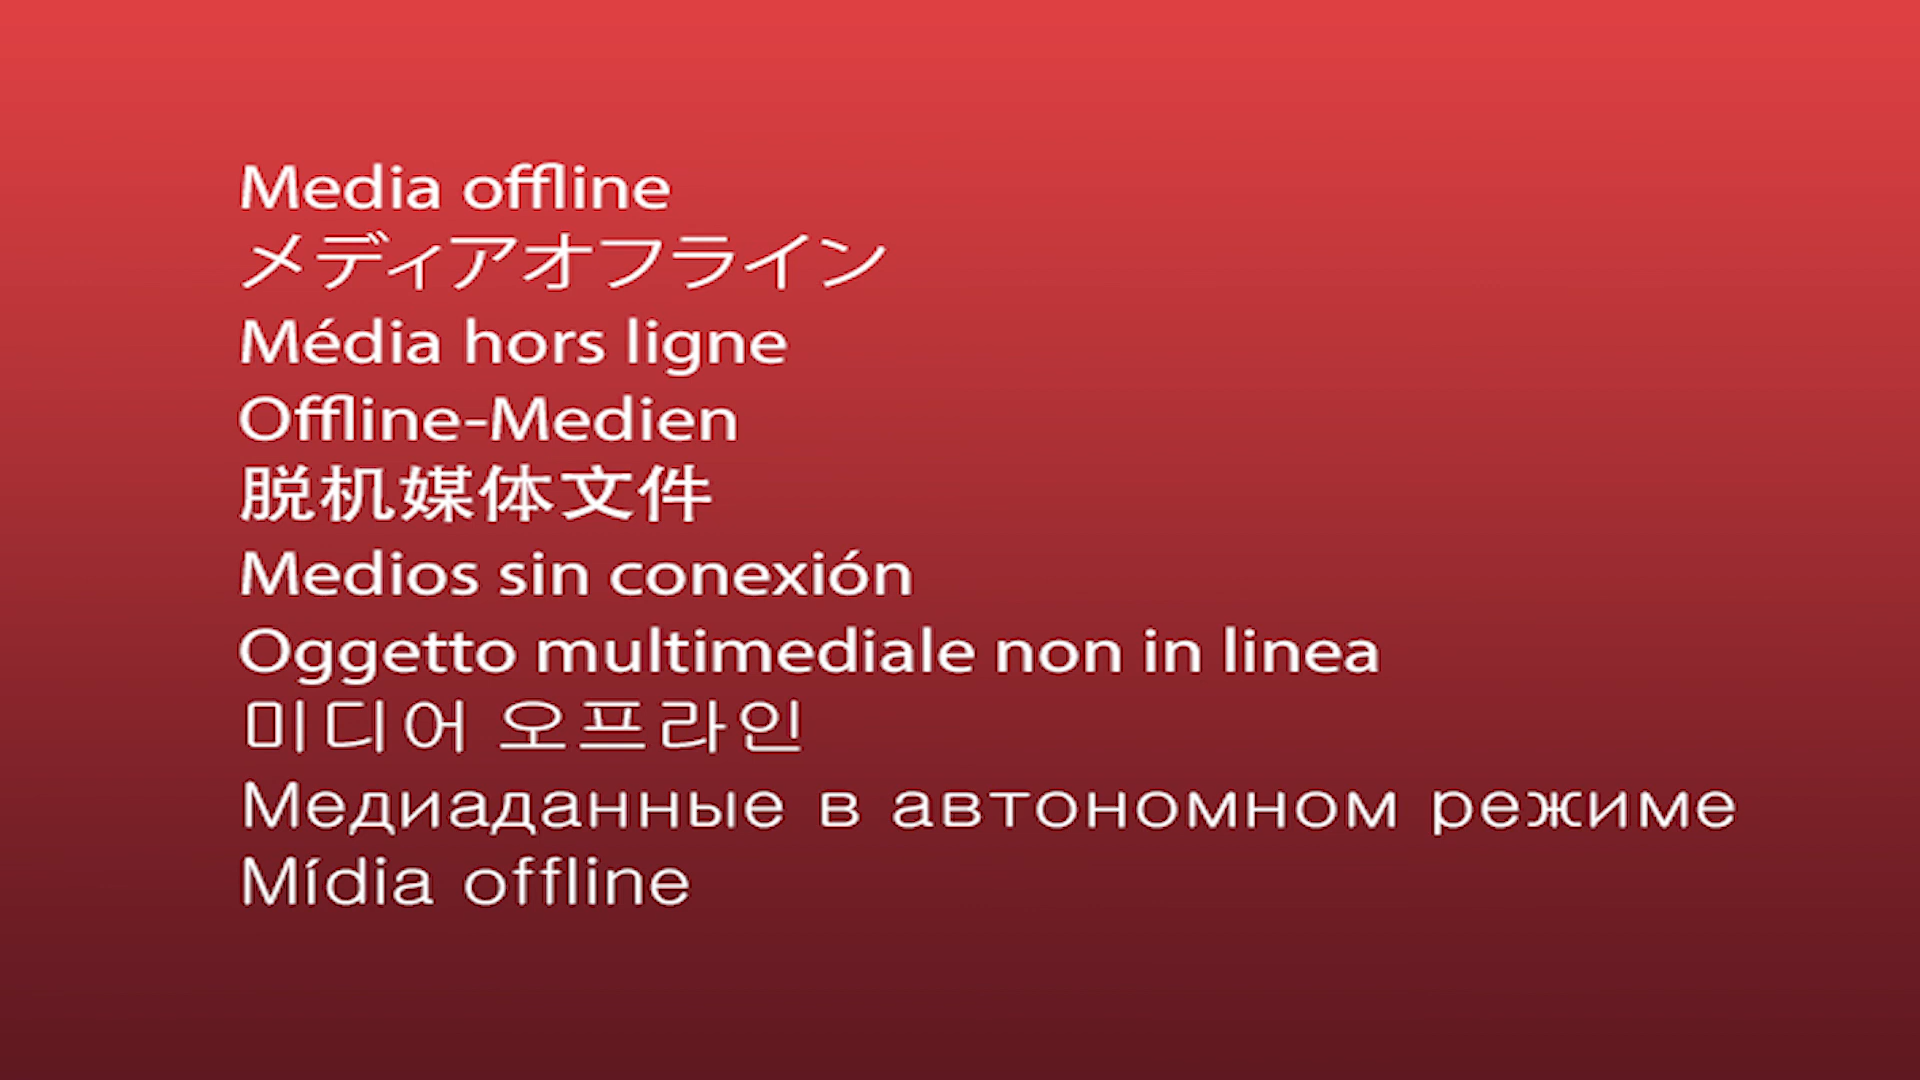 Media offline
メディアオフライン
Média hors ligne
Offline-Medien
脱机媒体文件
Medios sin conexión
Oggetto multimediale non in linea
미디어 오프라인
Медиаданные в автономном режиме
Mídia offline